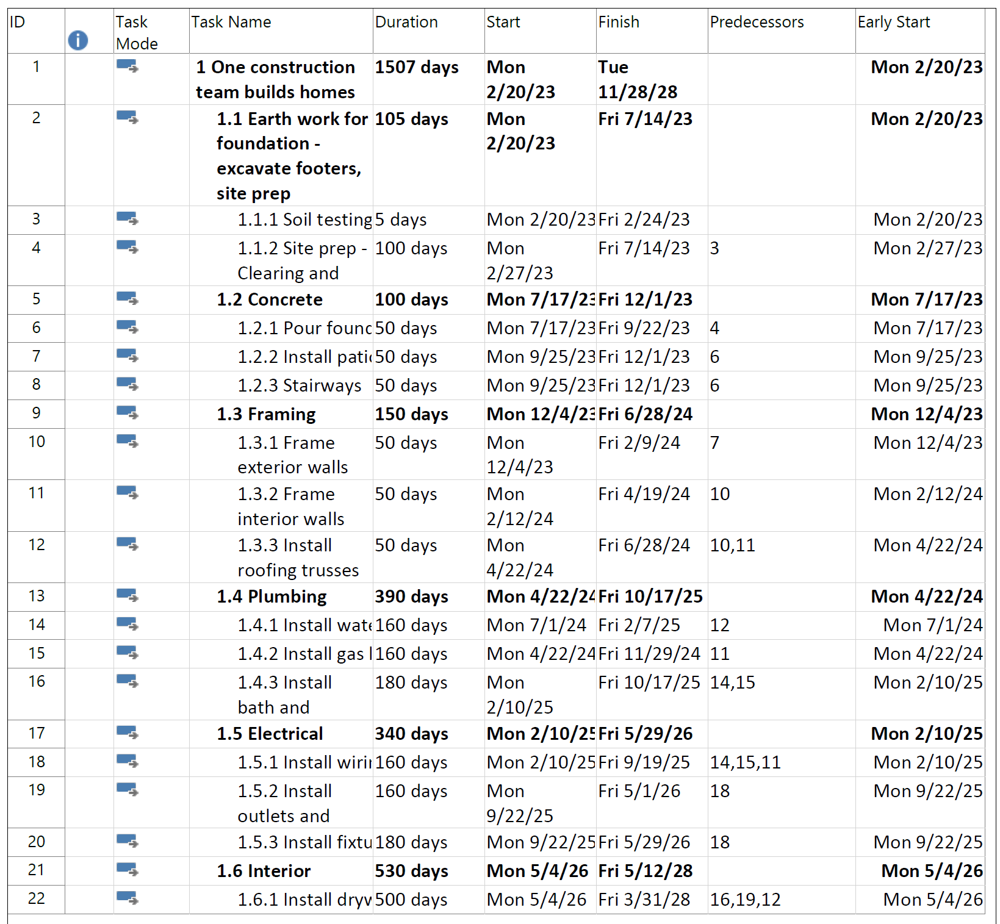 ID Task Mode Task Name Duration Start Finish Predecessors Early Start
1 1 One construction team builds homes 1507 days Mon 2/20/23 Tue 11/28/28 Mon 2/20/23
2 1.1 Earth work for foundation - excavate footers, site prep 105 days Mon 2/20/23 Fri 7/14/23 Mon 2/20/23
3 1.1.1 Soil testing 5 days Mon 2/20/23 Fri 2/24/23 Mon 2/20/23
4 1.1.2 Site prep - Clearing and 100 days Mon 2/27/23 Fri 7/14/23 3 Mon 2/27/23
5 1.2 Concrete 100 days Mon 7/17/23 Fri 12/1/23 Mon 7/17/23
6 1.2.1 Pour found 50 days Mon 7/17/23 Fri 9/22/23 4 Mon 7/17/23
7 1.2.2 Install patio 50 days Mon 9/25/23 Fri 12/1/23 6 Mon 9/25/23
8 1.2.3 Stairways 50 days Mon 9/25/23 Fri 12/1/23 6 Mon 9/25/23
9 1.3 Framing 150 days Mon 12/4/23 Fri 6/28/24 Mon 12/4/23
10 1.3.1 Frame exterior walls 50 days Mon 12/4/23 Fri 2/9/24 7 Mon 12/4/23
11 1.3.2 Frame interior walls 50 days Mon 2/12/24 Fri 4/19/24 10 Mon 2/12/24
12 1.3.3 Install roofing trusses 50 days Mon 4/22/24 Fri 6/28/24 10,11 Mon 4/22/24
13 1.4 Plumbing 390 days Mon 4/22/24 Fri 10/17/25 Mon 4/22/24
14 1.4.1 Install wate 160 days Mon 7/1/24 Fri 2/7/25 12 Mon 7/1/24
15 1.4.2 Install gas l 160 days Mon 4/22/24 Fri 11/29/24 11 Mon 4/22/24
16 1.4.3 Install bath and 180 days Mon 2/10/25 Fri 10/17/25 14,15 Mon 2/10/25
17 1.5 Electrical 340 days Mon 2/10/25 Fri 5/29/26 Mon 2/10/25
18 1.5.1 Install wirin 160 days Mon 2/10/25 Fri 9/19/25 14,15,11 Mon 2/10/25
19 1.5.2 Install outlets and 160 days Mon 9/22/25 Fri 5/1/26 18 Mon 9/22/25
20 1.5.3 Install fixtu 180 days Mon 9/22/25 Fri 5/29/26 18 Mon 9/22/25
21 1.6 Interior 530 days Mon 5/4/26 Fri 5/12/28 Mon 5/4/26
22 1.6.1 Install dryw 500 days Mon 5/4/26 Fri 3/31/28 16,19,12 Mon 5/4/26